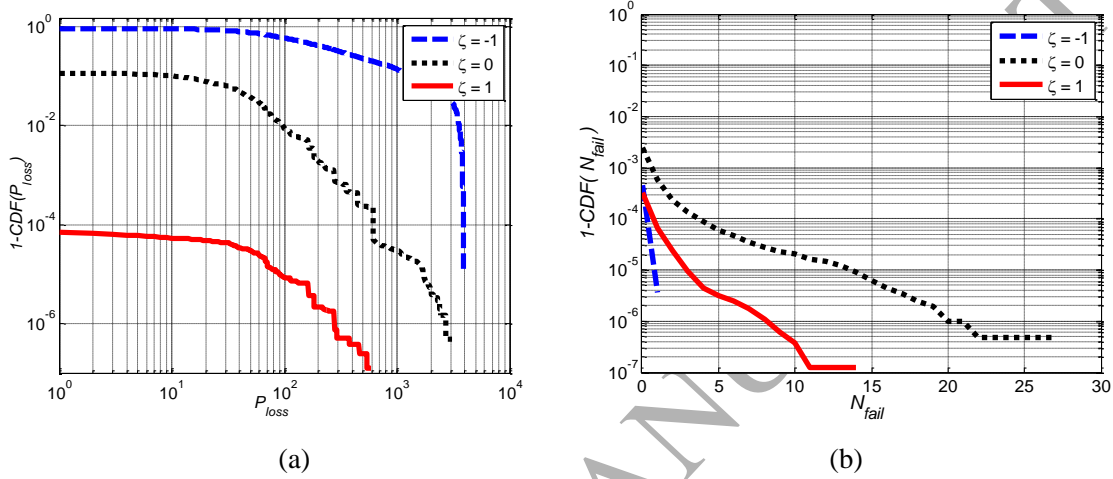 10^0
10^-2
10^-4
10^-6
1-CDF(P_loss)
10^0
10^1
10^2
10^3
10^4
P_loss
ζ = -1
ζ = 0
ζ = 1
(a)
10^0
10^-1
10^-2
10^-3
10^-4
10^-5
10^-6
10^-7
1-CDF( N_fail)
0
5
10
15
20
25
30
N_fail
ζ = -1
ζ = 0
ζ = 1
(b)